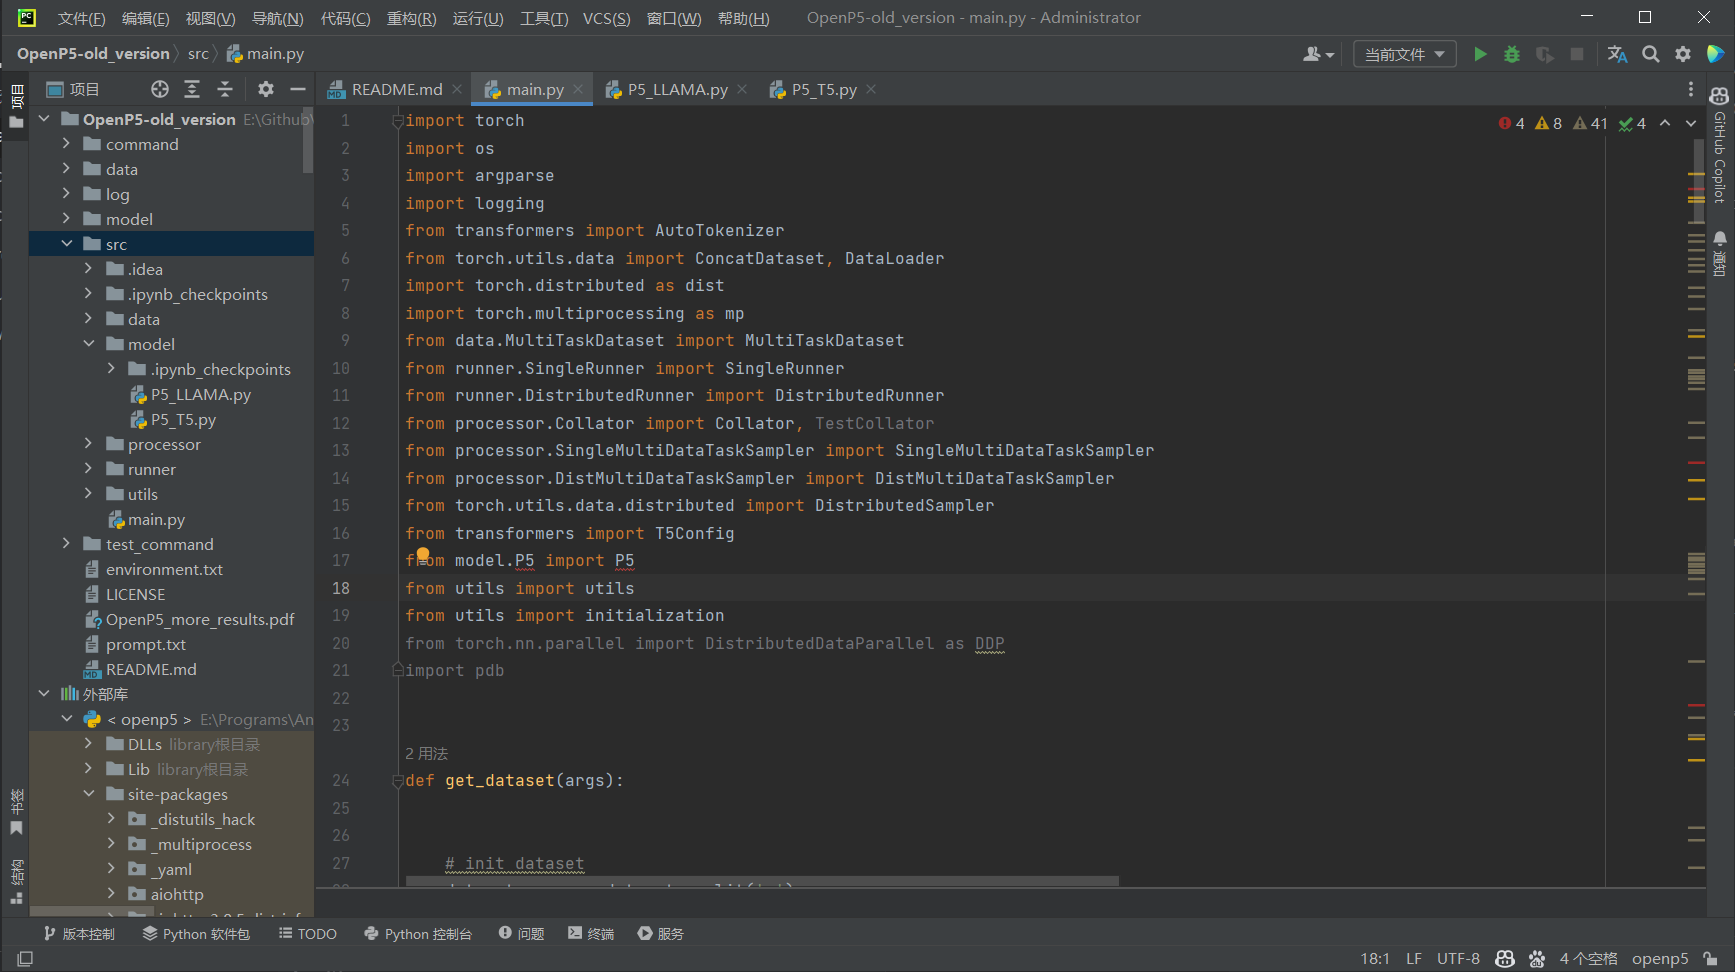 PC 文件(F) 编辑(E) 视图(V) 导航(N) 代码(C) 重构(R) 运行(U) 工具(T) VCS(S) 窗口(W) 帮助(H) OpenP5-old_version - main.py - Administrator
OpenP5-old_version src main.py 当前文件
项目
项目
OpenP5-old_version E:\Github\
command
data
log
model
src
.idea
.ipynb_checkpoints
data
model
.ipynb_checkpoints
P5_LLAMA.py
P5_T5.py
processor
runner
utils
main.py
test_command
environment.txt
LICENSE
OpenP5_more_results.pdf
prompt.txt
README.md
外部库
< openp5 > E:\Programs\An
DLLs library根目录
Lib library根目录
site-packages
_distutils_hack
_multiprocess
_yaml
aiohttp
书签
结构
README.md main.py P5_LLAMA.py P5_T5.py
4 8 41 4
1 import torch
2 import os
3 import argparse
4 import logging
5 from transformers import AutoTokenizer
6 from torch.utils.data import ConcatDataset, DataLoader
7 import torch.distributed as dist
8 import torch.multiprocessing as mp
9 from data.MultiTaskDataset import MultiTaskDataset
10 from runner.SingleRunner import SingleRunner
11 from runner.DistributedRunner import DistributedRunner
12 from processor.Collator import Collator, TestCollator
13 from processor.SingleMultiDataTaskSampler import SingleMultiDataTaskSampler
14 from processor.DistMultiDataTaskSampler import DistMultiDataTaskSampler
15 from torch.utils.data.distributed import DistributedSampler
16 from transformers import T5Config
17 from model.P5 import P5
18 from utils import utils
19 from utils import initialization
20 from torch.nn.parallel import DistributedDataParallel as DDP
21 import pdb
22
23
2 用法
24 def get_dataset(args):
25
26
27 # init dataset
GitHub Copilot
通知
版本控制 Python 软件包 TODO Python 控制台 问题 终端 服务
18:1 LF UTF-8 4 个空格 openp5